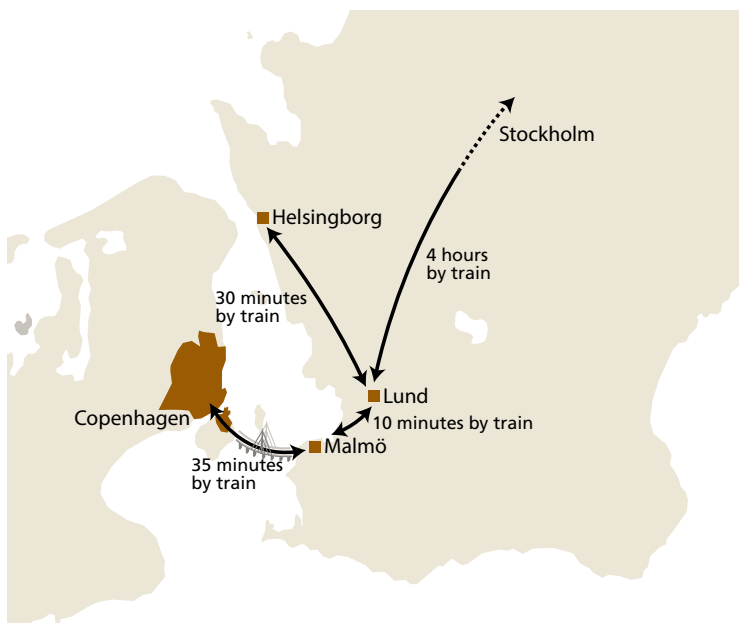 Stockholm
Helsingborg
4 hours
by train
30 minutes
by train
Lund
Copenhagen
10 minutes by train
Malmö
35 minutes
by train